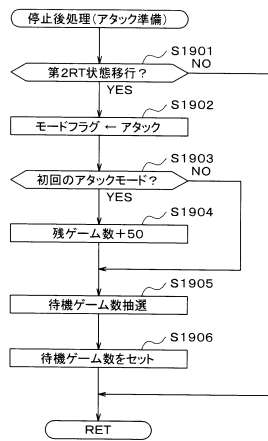 停止後処理(アタック準備)
S1901
第2RT状態移行?
NO
YES
S1902
モードフラグ ← アタック
S1903
初回のアタックモード?
NO
YES
S1904
残ゲーム数+50
S1905
待機ゲーム数抽選
S1906
待機ゲーム数をセット
RET